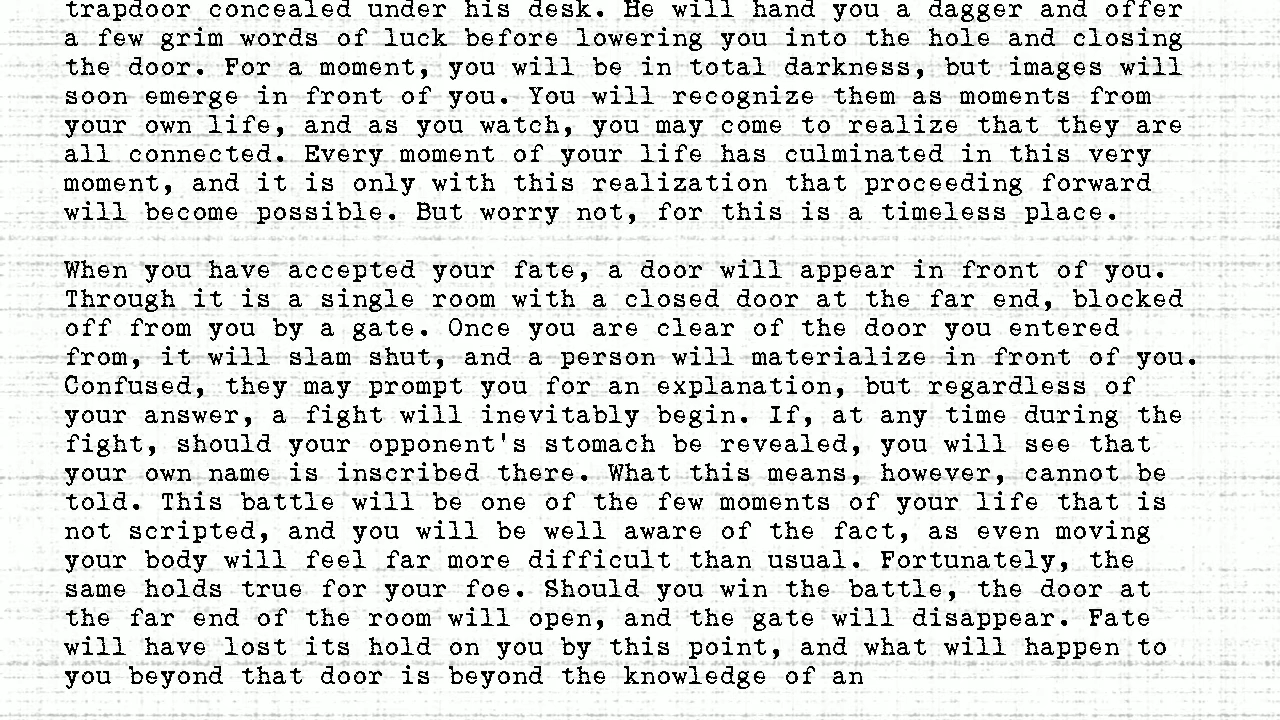 trapdoor concealed under his desk. He will hand you a dagger and offer
a few grim words of luck before lowering you into the hole and closing
the door. For a moment, you will be in total darkness, but images will
soon emerge in front of you. You will recognize them as moments from
your own life, and as you watch, you may come to realize that they are
all connected. Every moment of your life has culminated in this very
moment, and it is only with this realization that proceeding forward
will become possible. But worry not, for this is a timeless place.

When you have accepted your fate, a door will appear in front of you.
Through it is a single room with a closed door at the far end, blocked
off from you by a gate. Once you are clear of the door you entered
from, it will slam shut, and a person will materialize in front of you.
Confused, they may prompt you for an explanation, but regardless of
your answer, a fight will inevitably begin. If, at any time during the
fight, should your opponent's stomach be revealed, you will see that
your own name is inscribed there. What this means, however, cannot be
told. This battle will be one of the few moments of your life that is
not scripted, and you will be well aware of the fact, as even moving
your body will feel far more difficult than usual. Fortunately, the
same holds true for your foe. Should you win the battle, the door at
the far end of the room will open, and the gate will disappear. Fate
will have lost its hold on you by this point, and what will happen to
you beyond that door is beyond the knowledge of an